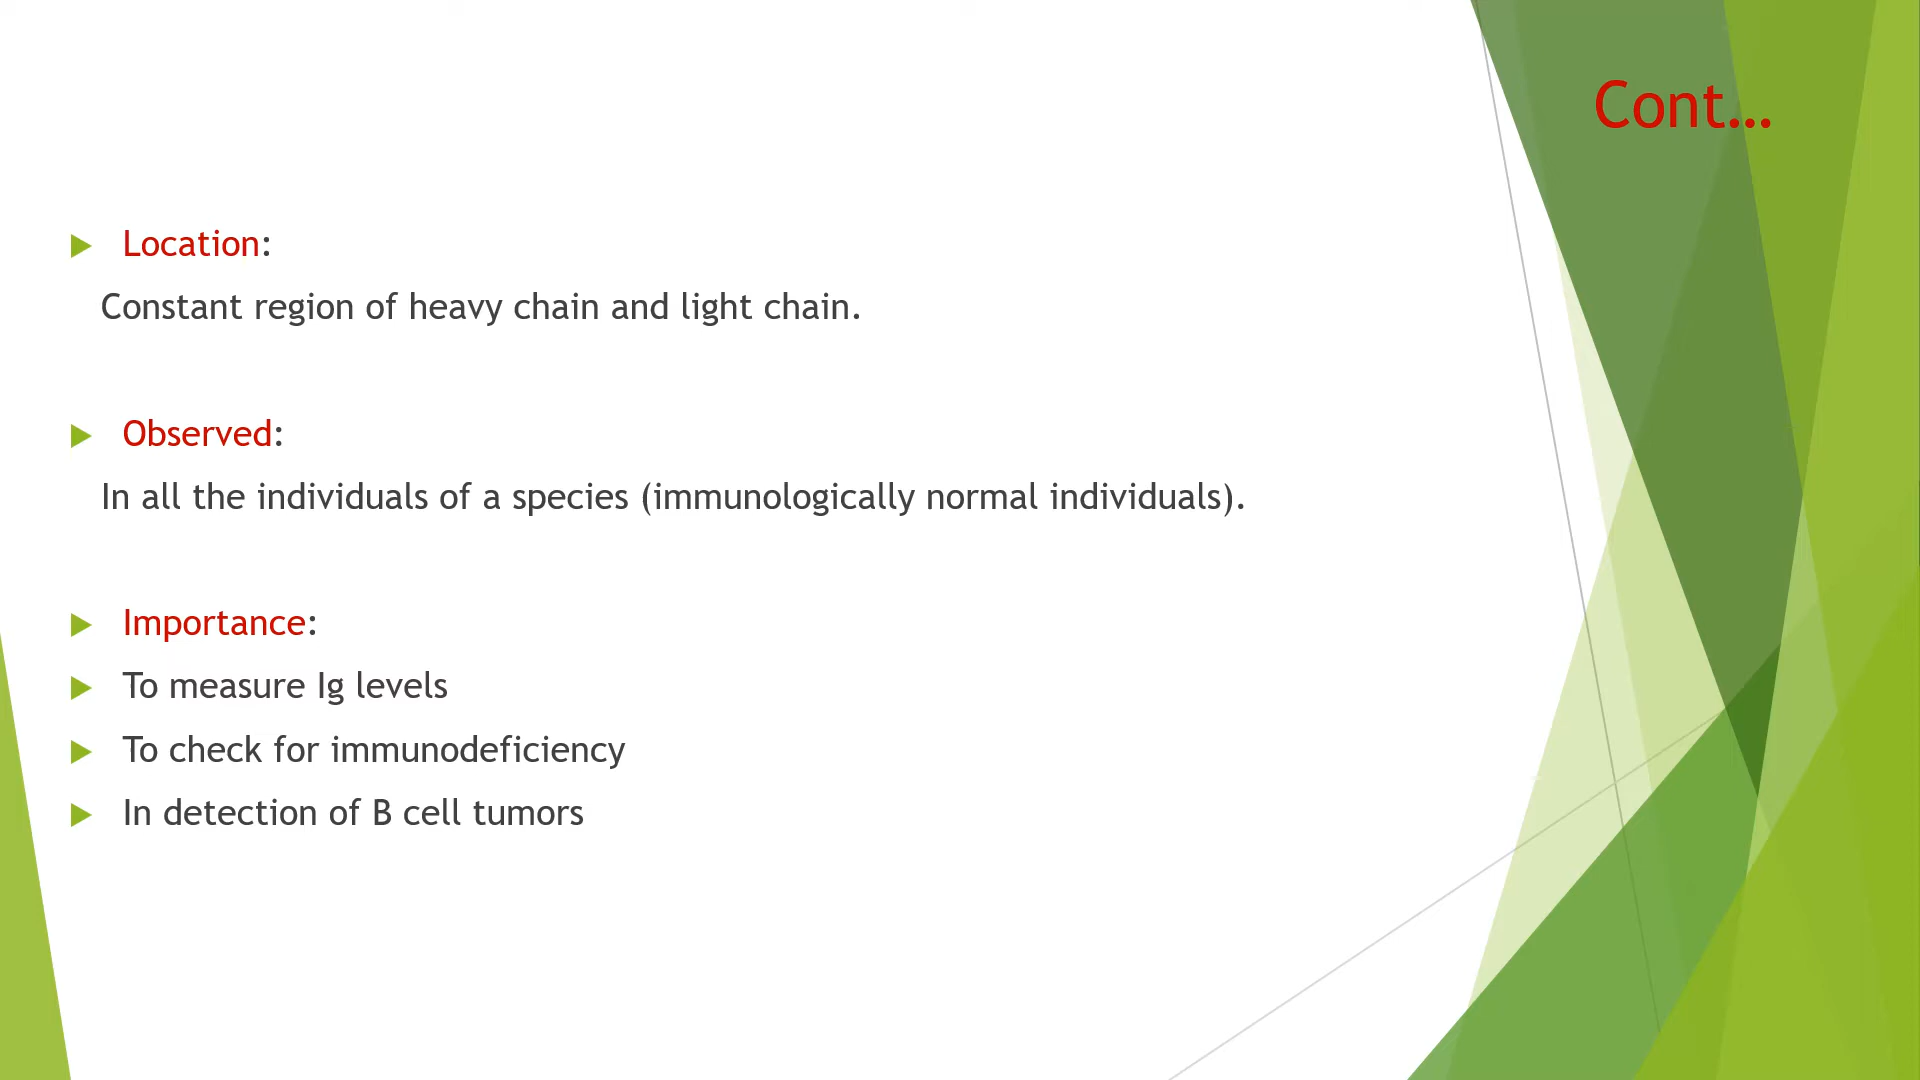 Cont...
Location:
Constant region of heavy chain and light chain.
Observed:
In all the individuals of a species (immunologically normal individuals).
Importance:
To measure Ig levels
To check for immunodeficiency
In detection of B cell tumors